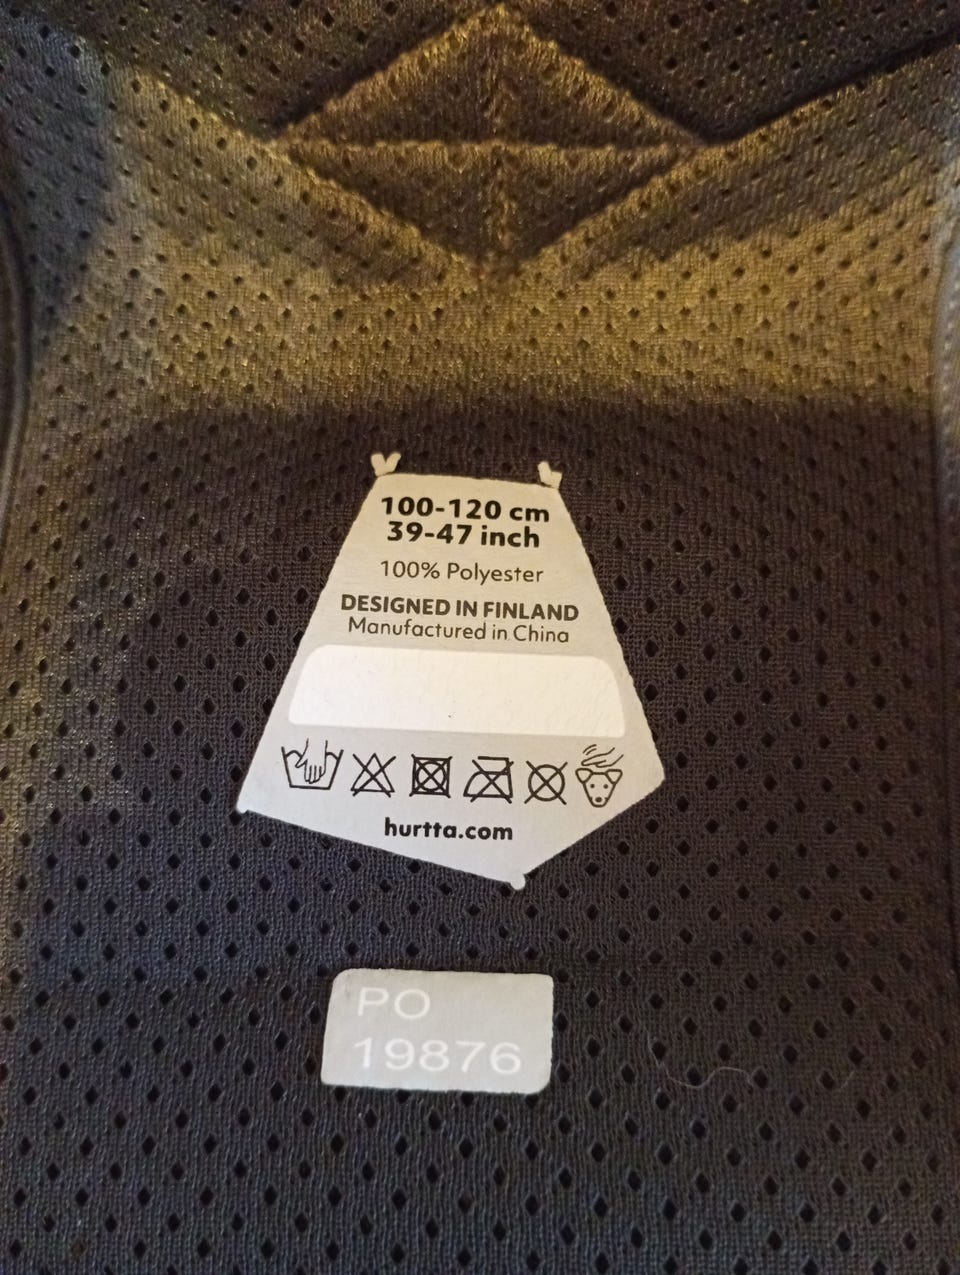 100-120 cm
39-47 inch
100% Polyester
DESIGNED IN FINLAND
Manufactured in China
hurtta.com
PO
19876